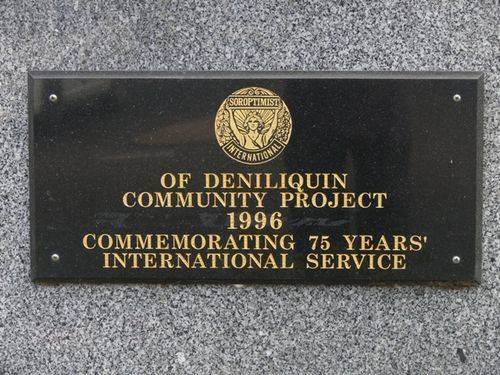 SOROPTIMIST
INTERNATIONAL
OF DENILIQUIN
COMMUNITY PROJECT
1996
COMMEMORATING 75 YEARS'
INTERNATIONAL SERVICE